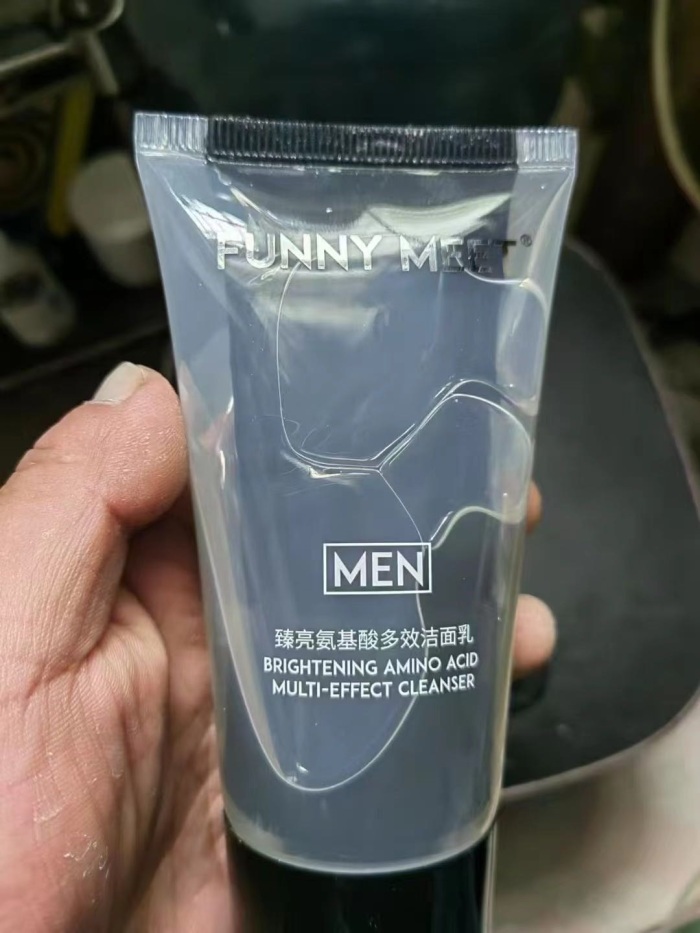 FUNNY MEET®
MEN
臻亮氨基酸多效洁面乳
BRIGHTENING AMINO ACID
MULTI-EFFECT CLEANSER